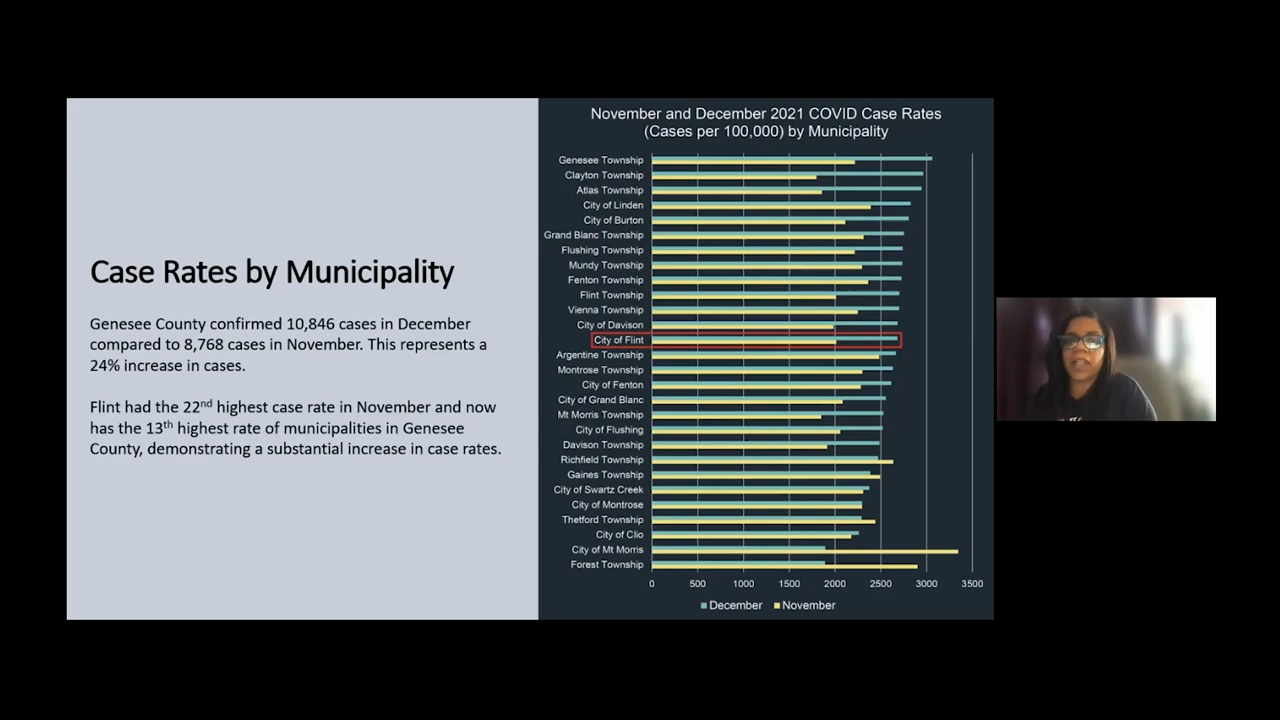 Case Rates by Municipality
Genesee County confirmed 10,846 cases in December
compared to 8,768 cases in November. This represents a
24% increase in cases.
Flint had the 22nd highest case rate in November and now
has the 13th highest rate of municipalities in Genesee
County, demonstrating a substantial increase in case rates.
November and December 2021 COVID Case Rates
(Cases per 100,000) by Municipality
Genesee Township
Clayton Township
Atlas Township
City of Linden
City of Burton
Grand Blanc Township
Flushing Township
Mundy Township
Fenton Township
Flint Township
Vienna Township
City of Davison
City of Flint
Argentine Township
Montrose Township
City of Fenton
City of Grand Blanc
Mt Morris Township
City of Flushing
Davison Township
Richfield Township
Gaines Township
City of Swartz Creek
City of Montrose
Thetford Township
City of Clio
City of Mt Morris
Forest Township
0 500 1000 1500 2000 2500 3000 3500
December November